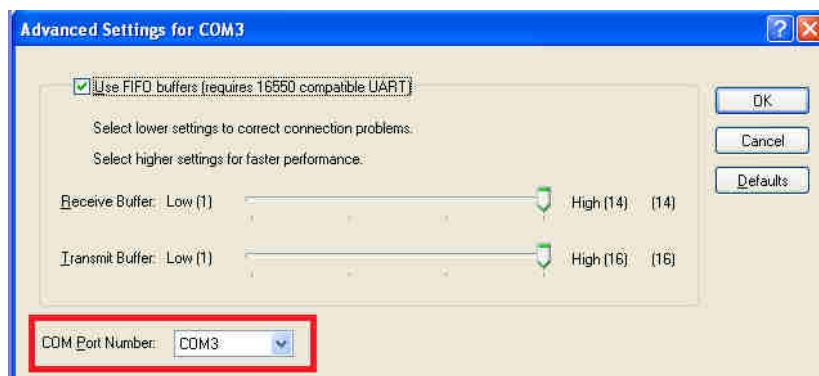 Advanced Settings for COM3
Use FIFO buffers (requires 16550 compatible UART)
OK
Select lower settings to correct connection problems.
Cancel
Select higher settings for faster performance.
Defaults
Receive Buffer: Low (1) High (14) (14)
Transmit Buffer: Low (1) High (16) (16)
COM Port Number: COM3